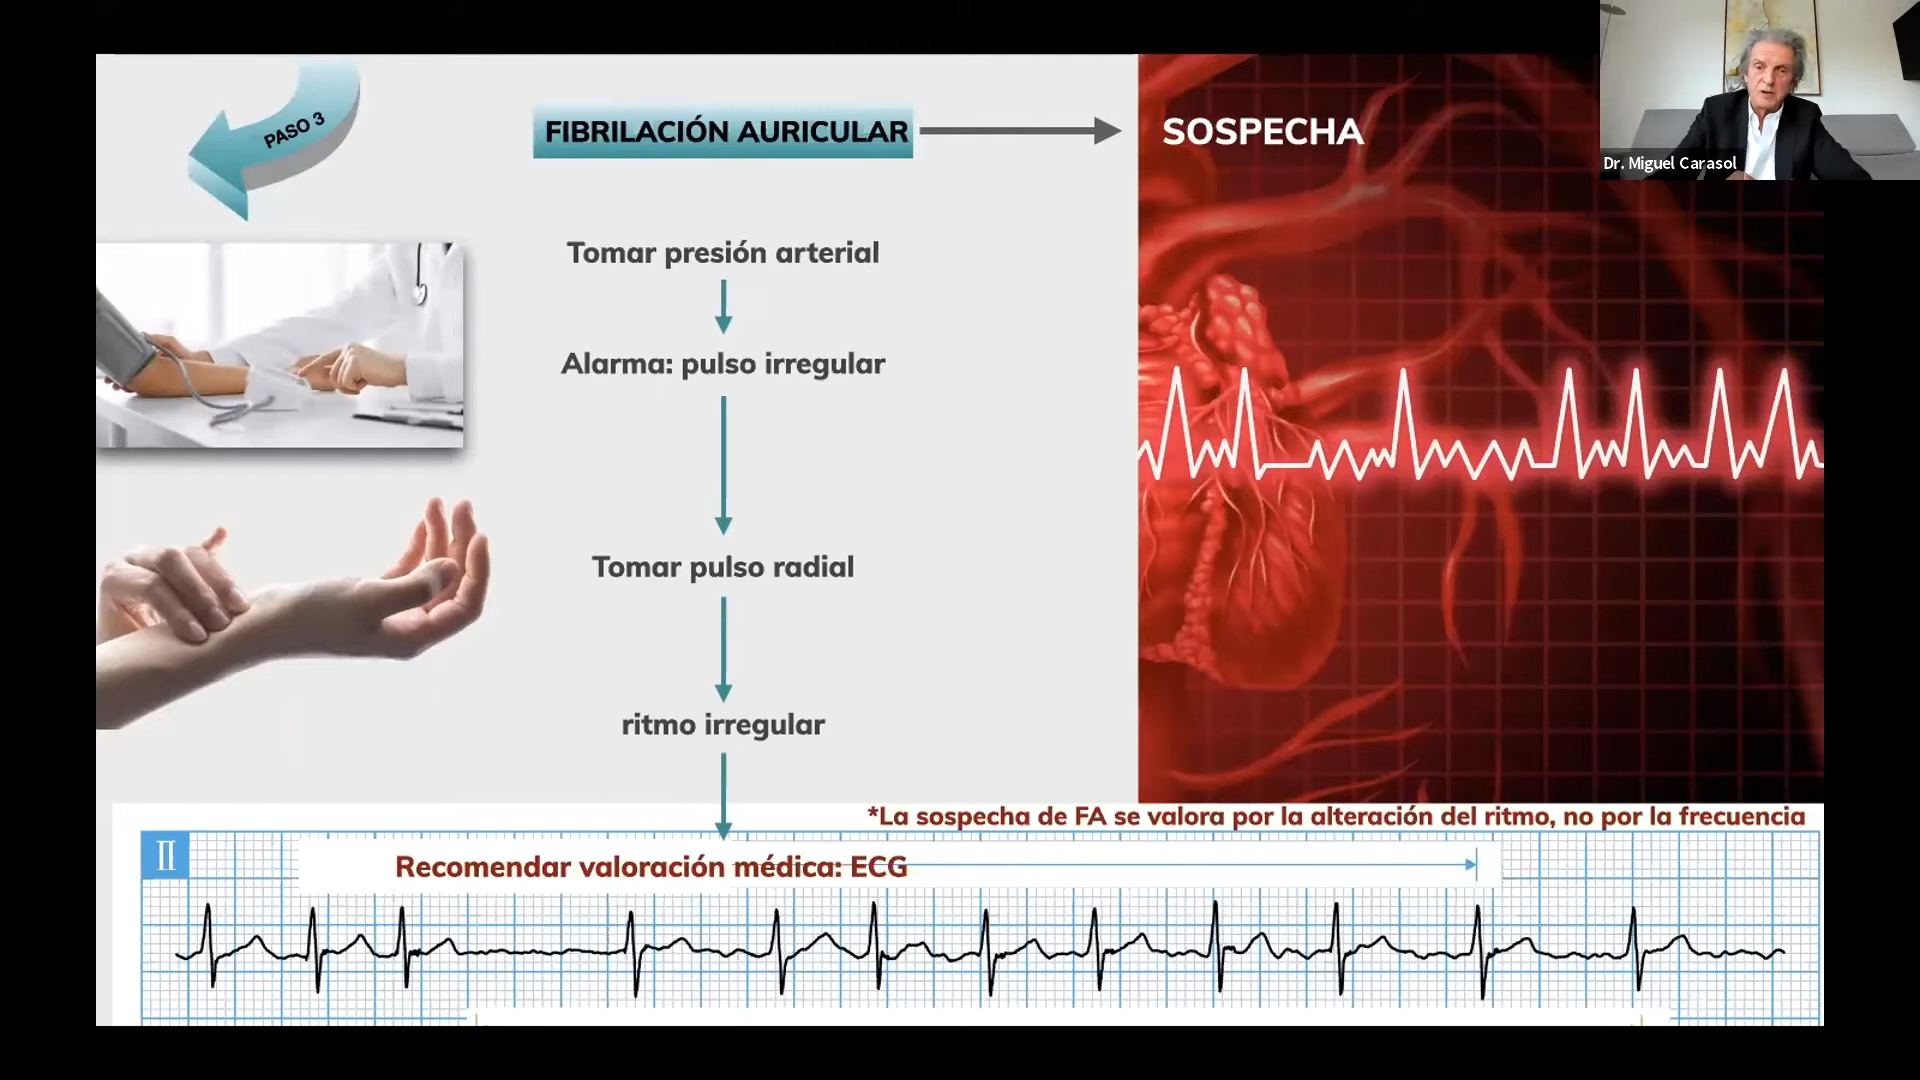 PASO 3
FIBRILACIÓN AURICULAR
SOSPECHA
Dr. Miguel Carasol
Tomar presión arterial
Alarma: pulso irregular
Tomar pulso radial
ritmo irregular
*La sospecha de FA se valora por la alteración del ritmo, no por la frecuencia
II
Recomendar valoración médica: ECG